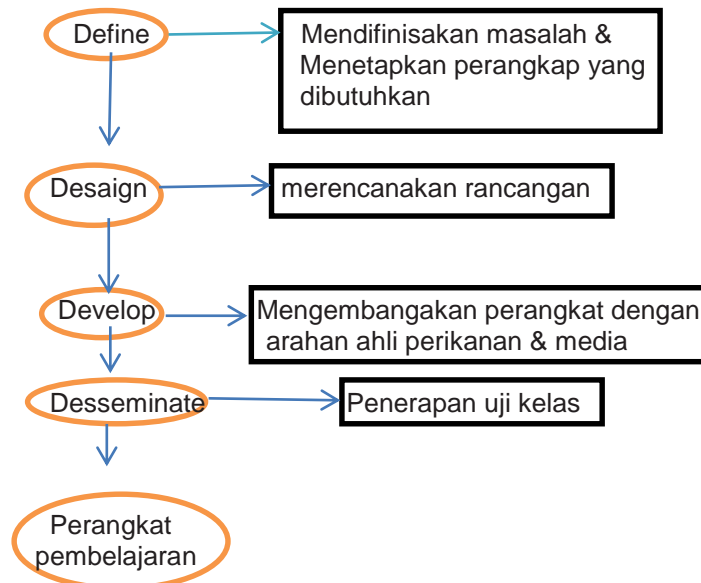 Define
Mendifinisakan masalah &
Menetapkan perangkap yang
dibutuhkan
Desaign
merencanakan rancangan
Develop
Mengembangakan perangkat dengan
arahan ahli perikanan & media
Desseminate
Penerapan uji kelas
Perangkat
pembelajaran